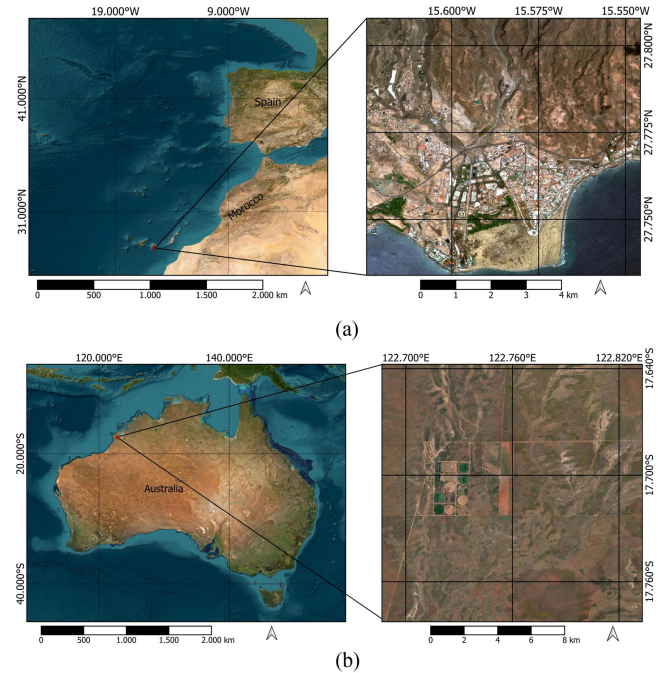 19.000°W 9.000°W 15.600°W 15.575°W 15.550°W
41.000°N
31.000°N
Spain
Morocco
27.800°N
27.775°N
27.750°N
0 500 1.000 1.500 2.000 km
0 1 2 3 4 km
(a)
120.000°E 140.000°E 122.700°E 122.760°E 122.820°E
20.000°S
40.000°S
Australia
17.640°S
17.700°S
17.760°S
0 500 1.000 1.500 2.000 km
0 2 4 6 8 km
(b)